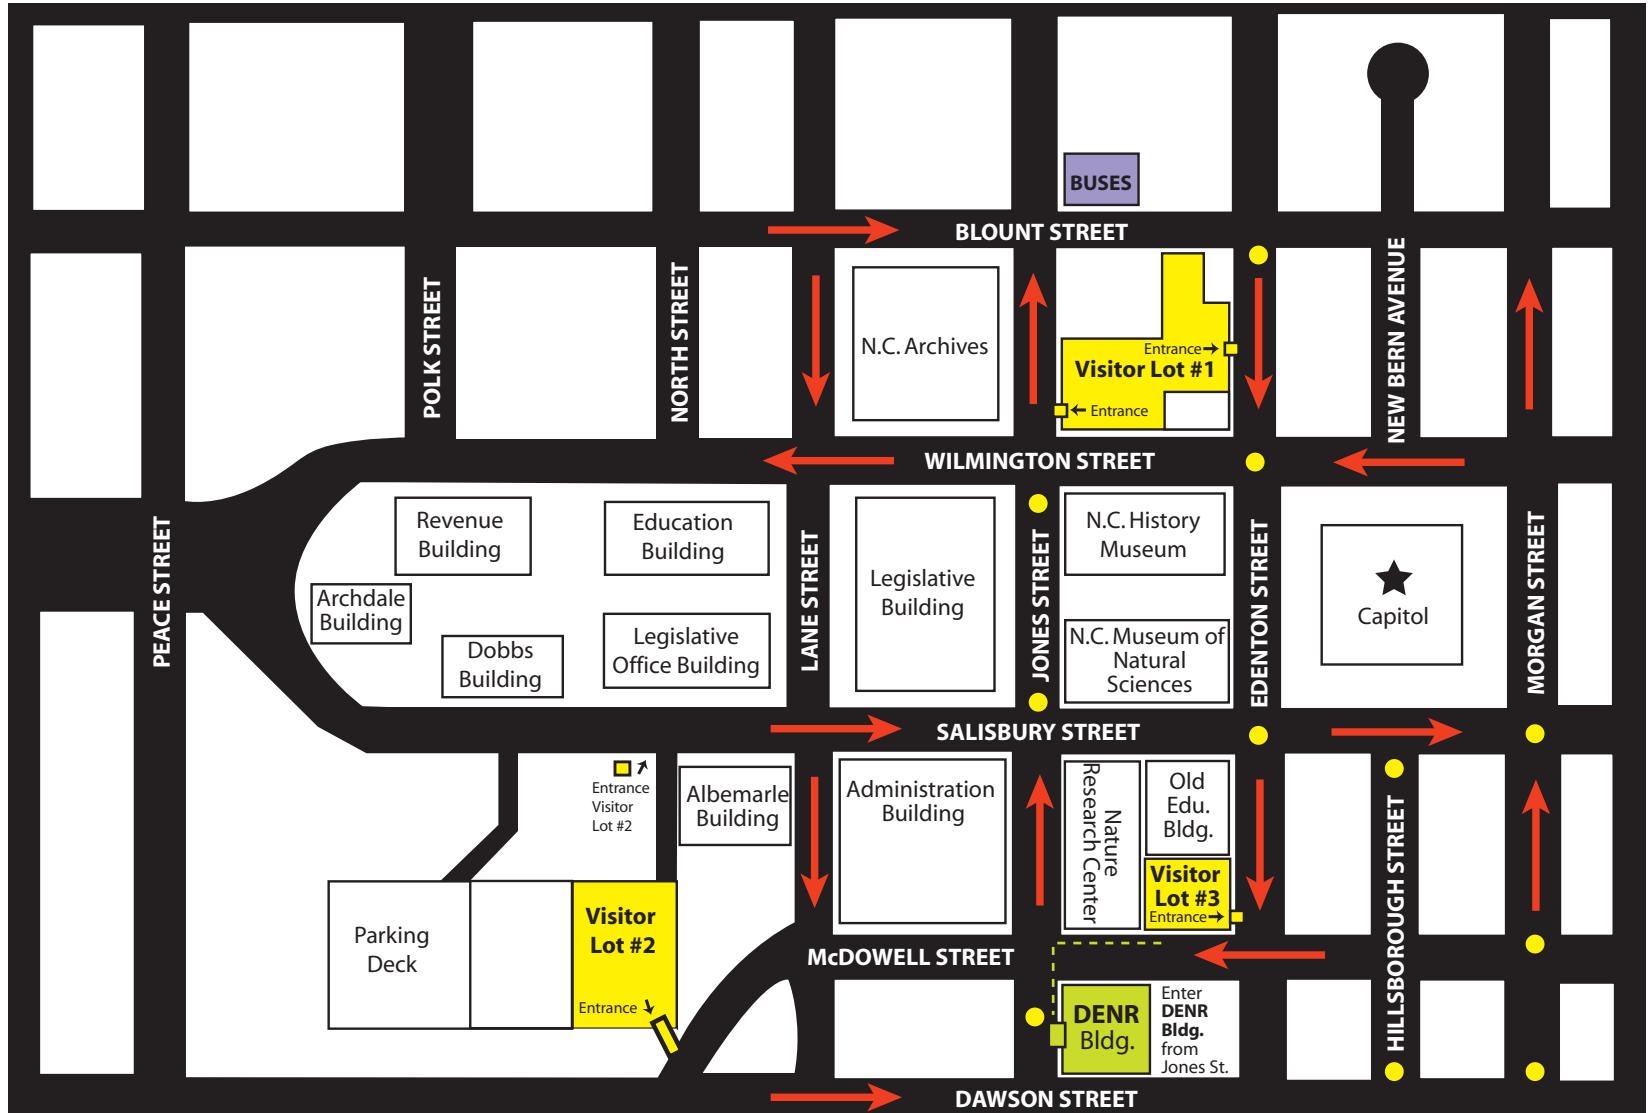 BUSES
BLOUNT STREET
POLK STREET
NORTH STREET
NEW BERN AVENUE
N.C. Archives
Entrance
Visitor Lot #1
Entrance
WILMINGTON STREET
PEACE STREET
Revenue
Building
Education
Building
Archdale
Building
Dobbs
Building
Legislative
Office Building
LANE STREET
Legislative
Building
JONES STREET
N.C. History
Museum
N.C. Museum of
Natural
Sciences
EDENTON STREET
Capitol
MORGAN STREET
SALISBURY STREET
Entrance
Visitor
Lot #2
Albemarle
Building
Administration
Building
Nature
Research Center
Old
Edu.
Bldg.
Visitor
Lot #3
Entrance
HILLSBOROUGH STREET
Parking
Deck
Visitor
Lot #2
Entrance
McDOWELL STREET
DENR
Bldg.
Enter
DENR
Bldg.
from
Jones St.
DAWSON STREET